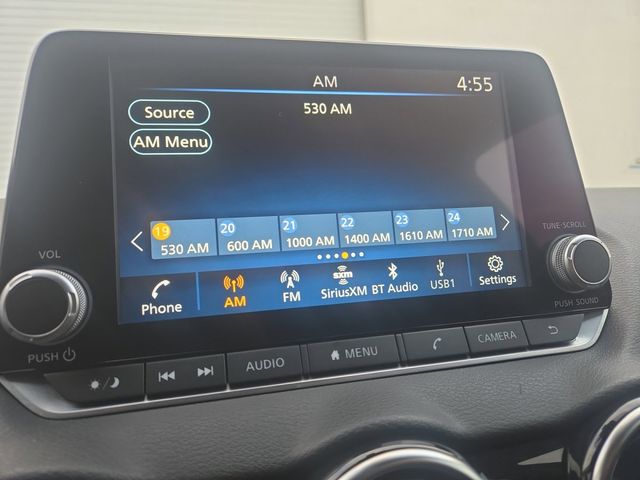 AM
4:55
Source
530 AM
AM Menu
19
530 AM
20
600 AM
21
1000 AM
22
1400 AM
23
1610 AM
24
1710 AM
Phone
AM
FM
sxm
SiriusXM
BT Audio
USB1
Settings
VOL
PUSH
TUNE·SCROLL
PUSH SOUND
AUDIO
MENU
CAMERA